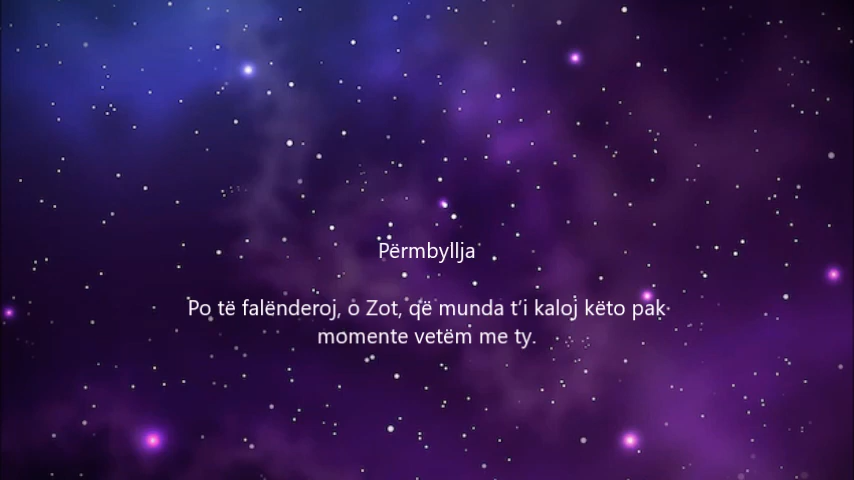 Përmbyllja
Po të falënderoj, o Zot, që munda t’i kaloj këto pak
momente vetëm me ty.